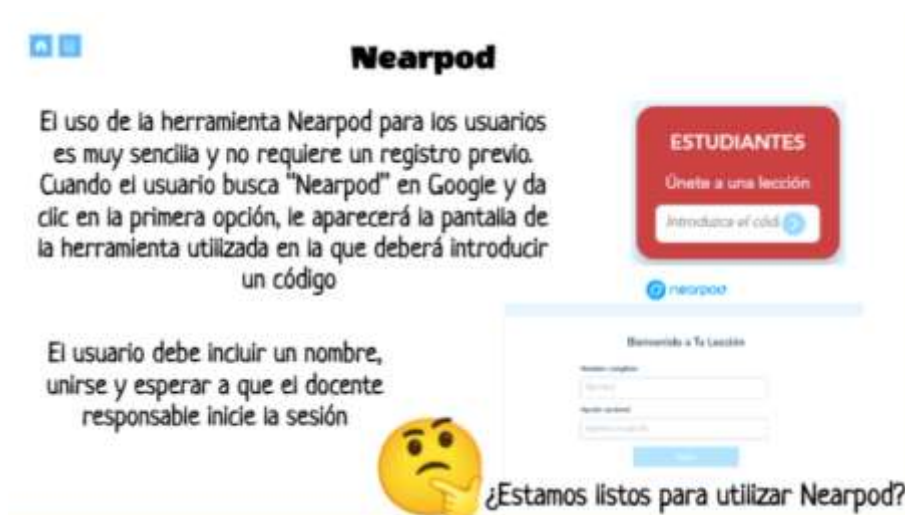 Nearpod
El uso de la herramienta Nearpod para los usuarios
es muy sencilla y no requiere un registro previo.
Cuando el usuario busca "Nearpod" en Google y da
clic en la primera opción, le aparecerá la pantalla de
la herramienta utilizada en la que deberá introducir
un código
ESTUDIANTES
Únete a una lección
Introduzca el códi
nearpod
Bienvenido a Tu Lección
El usuario debe incluir un nombre,
unirse y esperar a que el docente
responsable inicie la sesión
¿Estamos listos para utilizar Nearpod?